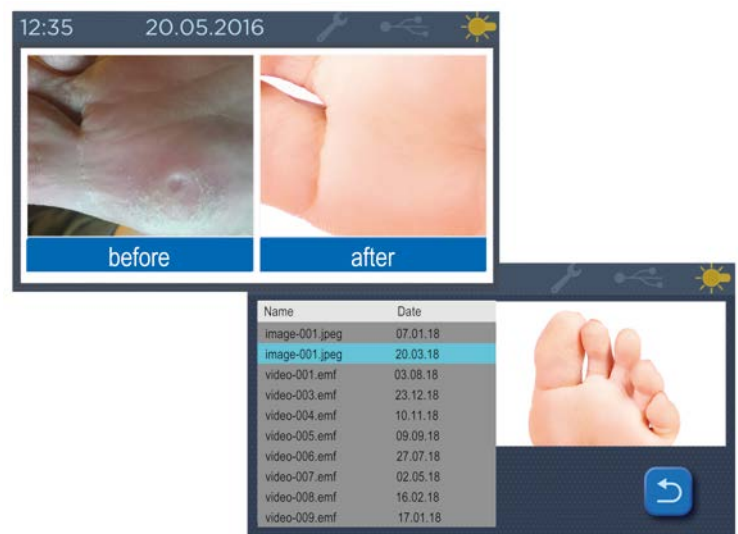 12:35 20.05.2016
before after
Name Date
image-001.jpeg 07.01.18
image-001.jpeg 20.03.18
video-001.emf 03.08.18
video-003.emf 23.12.18
video-004.emf 10.11.18
video-005.emf 09.09.18
video-006.emf 27.07.18
video-007.emf 02.05.18
video-008.emf 16.02.18
video-009.emf 17.01.18